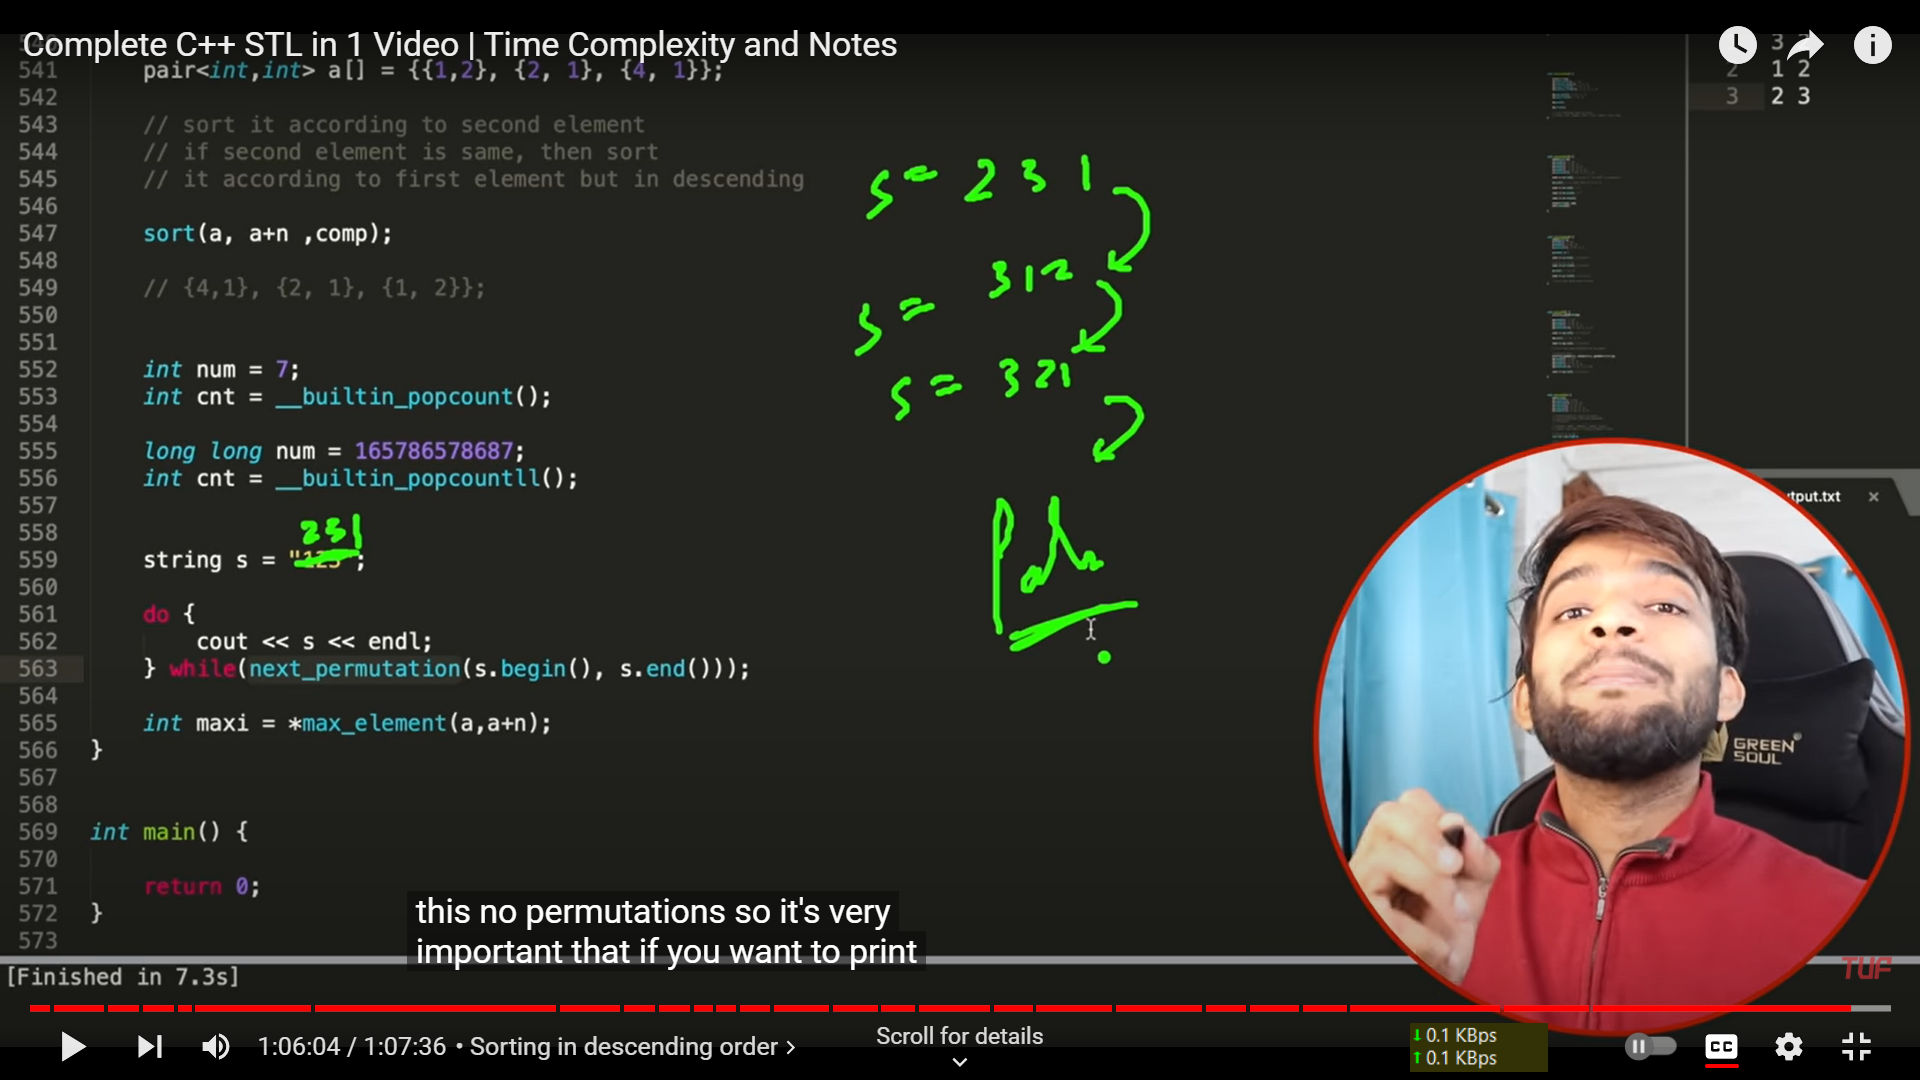 Complete C++ STL in 1 Video | Time Complexity and Notes
541 pair<int,int> a[] = {{1,2}, {2, 1}, {4, 1}};
542
543 // sort it according to second element
544 // if second element is same, then sort
545 // it according to first element but in descending
546
547 sort(a, a+n ,comp);
548
549 // {4,1}, {2, 1}, {1, 2}};
550
551
552 int num = 7;
553 int cnt = __builtin_popcount();
554
555 long long num = 165786578687;
556 int cnt = __builtin_popcountll();
557
558
231
559 string s = "123";
560
561 do {
562 cout << s << endl;
563 } while(next_permutation(s.begin(), s.end()));
564
565 int maxi = *max_element(a,a+n);
566 }
567
568
569 int main() {
570
571 return 0;
572 }
573
s = 2 3 1
s = 312
s = 321
3
2 1 2
3 2 3
tput.txt ×
GREEN SOUL
this no permutations so it's very
important that if you want to print
TUF
[Finished in 7.3s]
1:06:04 / 1:07:36 • Sorting in descending order >
Scroll for details
0.1 KBps
0.1 KBps
CC